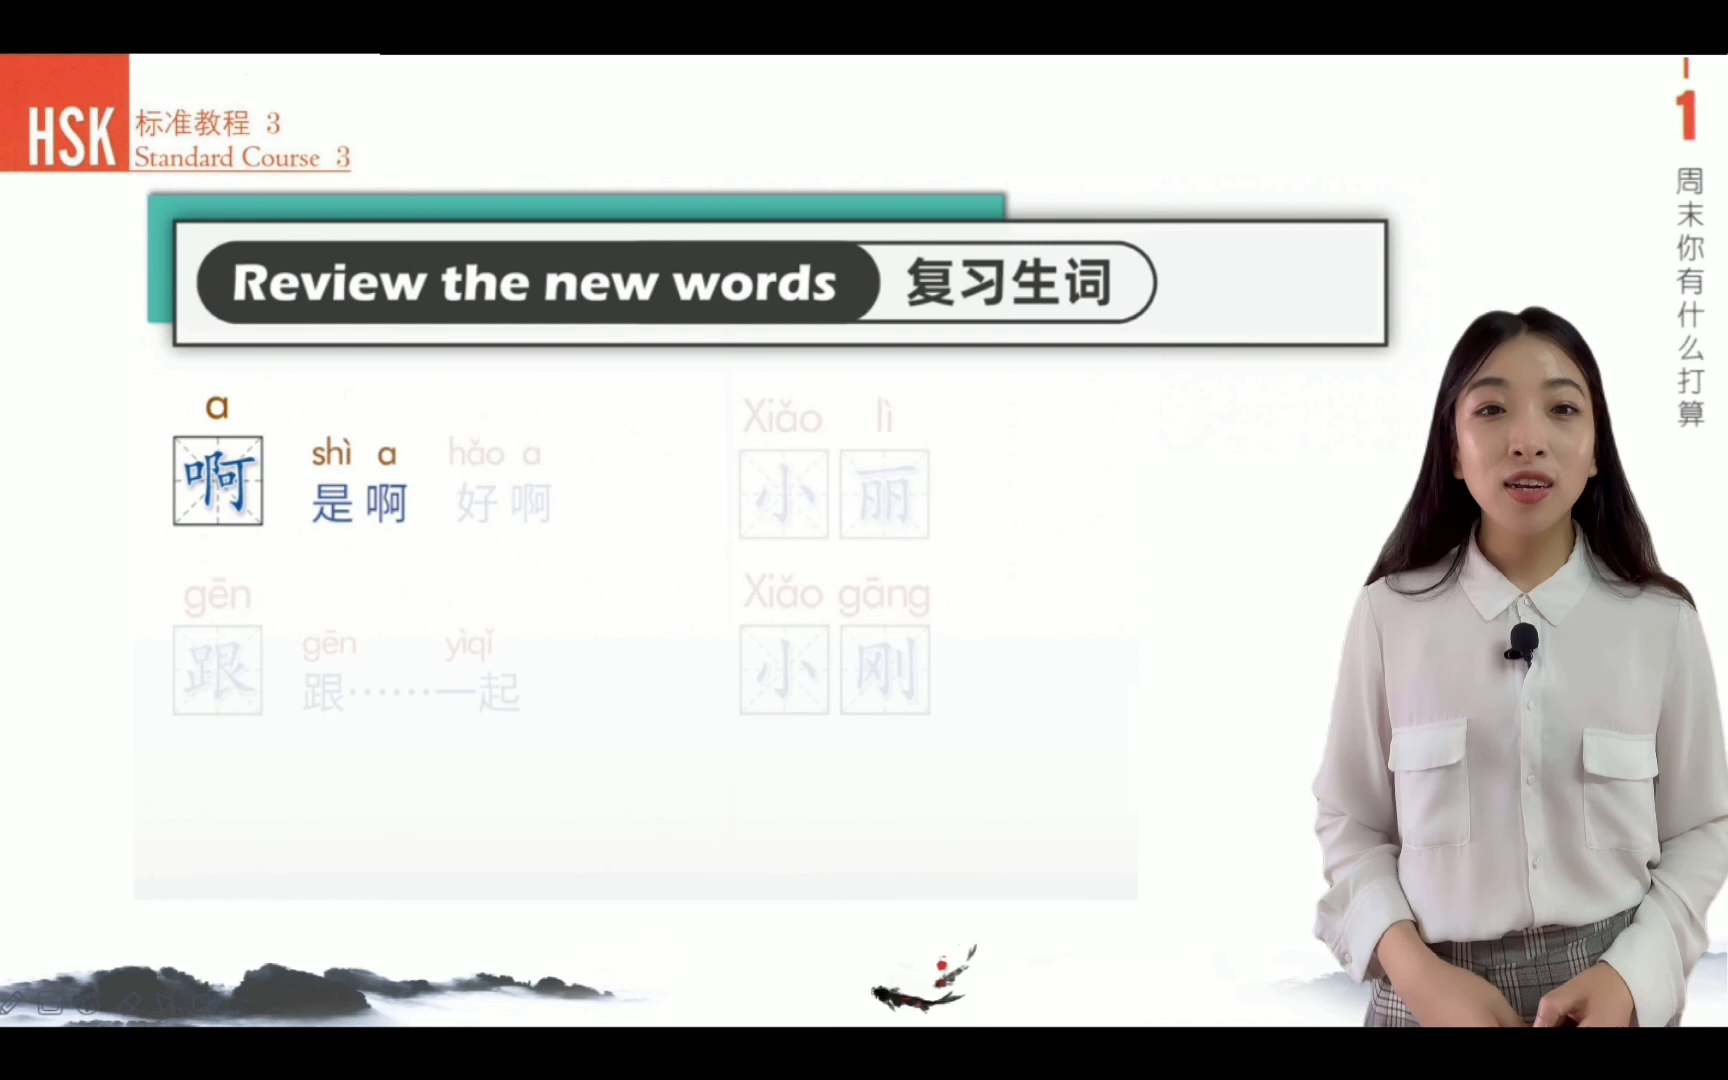 HSK
标准教程 3
Standard Course 3
1
周末你有什么打算
Review the new words 复习生词
a
啊
shì a hǎo a
是啊 好啊
Xiǎo lì
小丽
gēn
跟
gēn yìqǐ
跟……一起
Xiǎo gāng
小刚